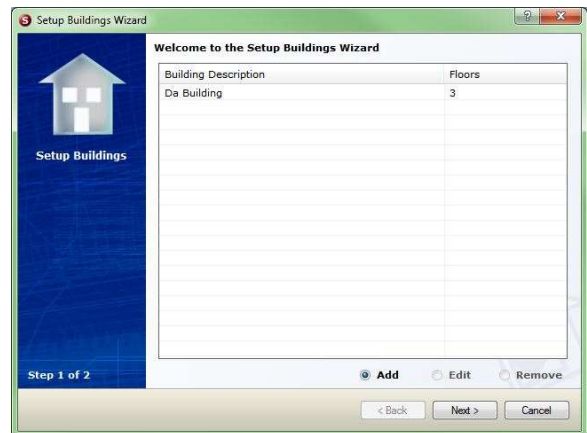 Setup Buildings Wizard
Welcome to the Setup Buildings Wizard
Building Description Floors
Da Building 3
Setup Buildings
Step 1 of 2
Add Edit Remove
< Back Next > Cancel